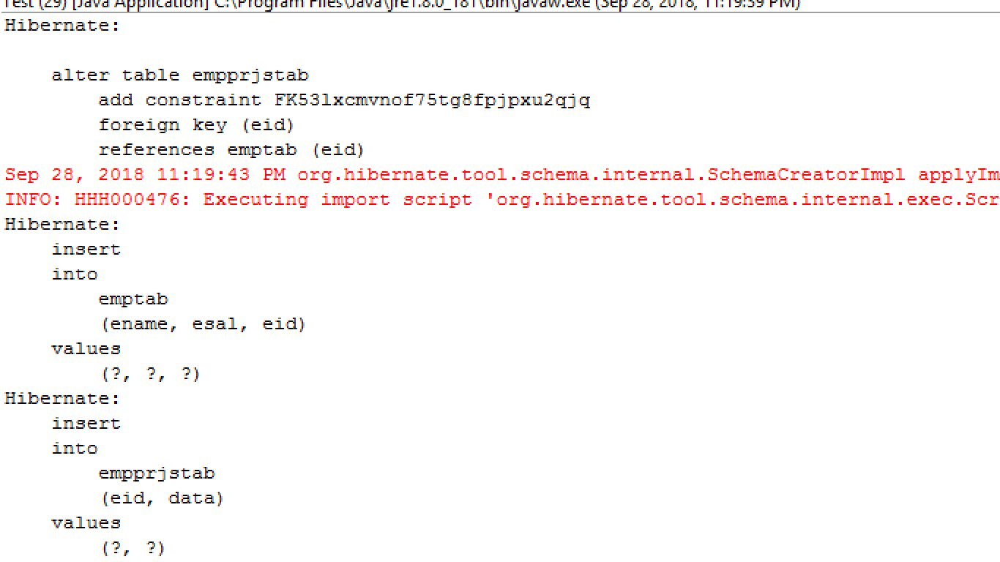 Test (29) [Java Application] C:\Program Files\Java\jre1.8.0_181\bin\javaw.exe (Sep 28, 2018, 11:19:39 PM)
Hibernate:
alter table empprjstab
add constraint FK53lxcmvnof75tg8fpjpxu2qjq
foreign key (eid)
references emptab (eid)
Sep 28, 2018 11:19:43 PM org.hibernate.tool.schema.internal.SchemaCreatorImpl applyIm
INFO: HHH000476: Executing import script 'org.hibernate.tool.schema.internal.exec.Scr
Hibernate:
insert
into
emptab
(ename, esal, eid)
values
(?, ?, ?)
Hibernate:
insert
into
empprjstab
(eid, data)
values
(?, ?)